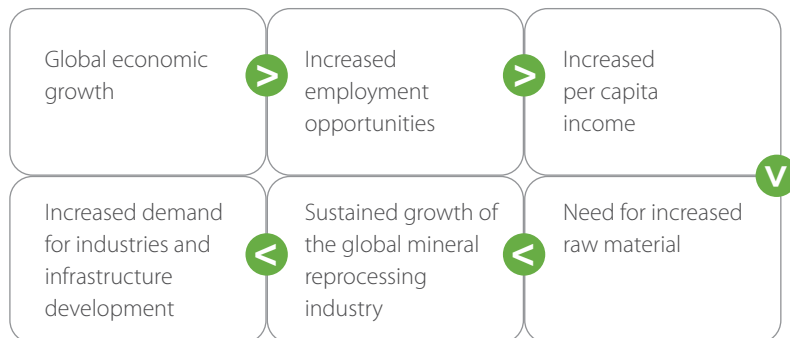 Global economic
growth
>
Increased
employment
opportunities
>
Increased
per capita
income
>
Need for increased
raw material
<
Sustained growth of
the global mineral
reprocessing
industry
<
Increased demand
for industries and
infrastructure
development